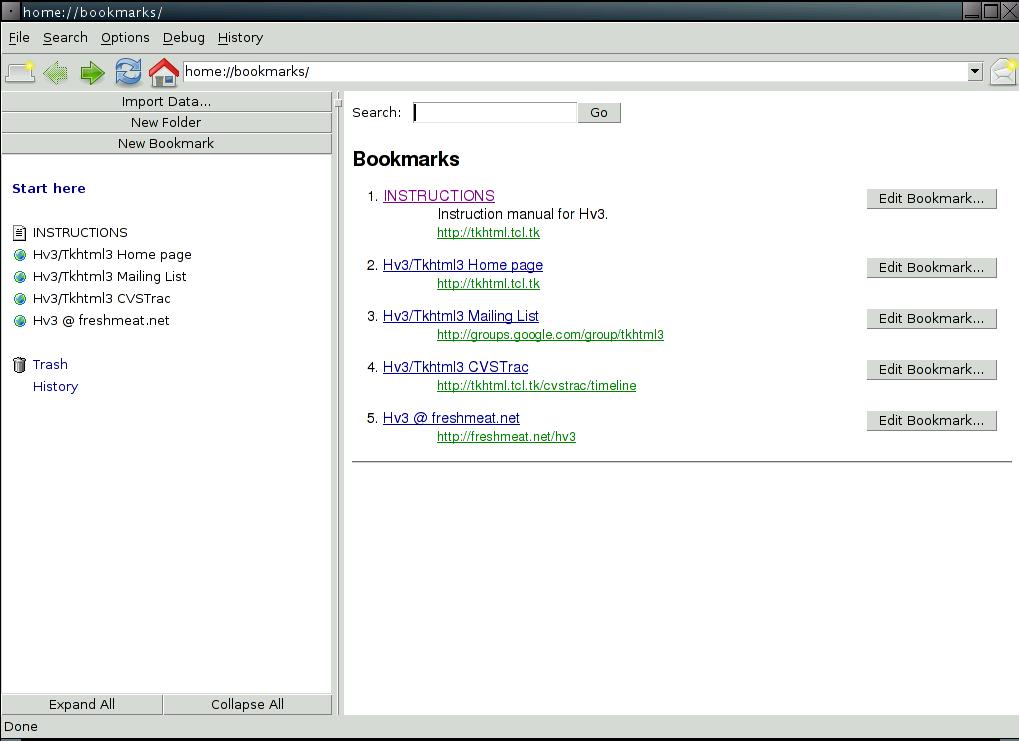 home://bookmarks/
File Search Options Debug History
home://bookmarks/
Import Data...
New Folder
New Bookmark
Start here
INSTRUCTIONS
Hv3/Tkhtml3 Home page
Hv3/Tkhtml3 Mailing List
Hv3/Tkhtml3 CVSTrac
Hv3 @ freshmeat.net
Trash
History
Expand All Collapse All
Search: Go
Bookmarks
1. INSTRUCTIONS Edit Bookmark...
Instruction manual for Hv3.
http://tkhtml.tcl.tk
2. Hv3/Tkhtml3 Home page Edit Bookmark...
http://tkhtml.tcl.tk
3. Hv3/Tkhtml3 Mailing List Edit Bookmark...
http://groups.google.com/group/tkhtml3
4. Hv3/Tkhtml3 CVSTrac Edit Bookmark...
http://tkhtml.tcl.tk/cvstrac/timeline
5. Hv3 @ freshmeat.net Edit Bookmark...
http://freshmeat.net/hv3
Done